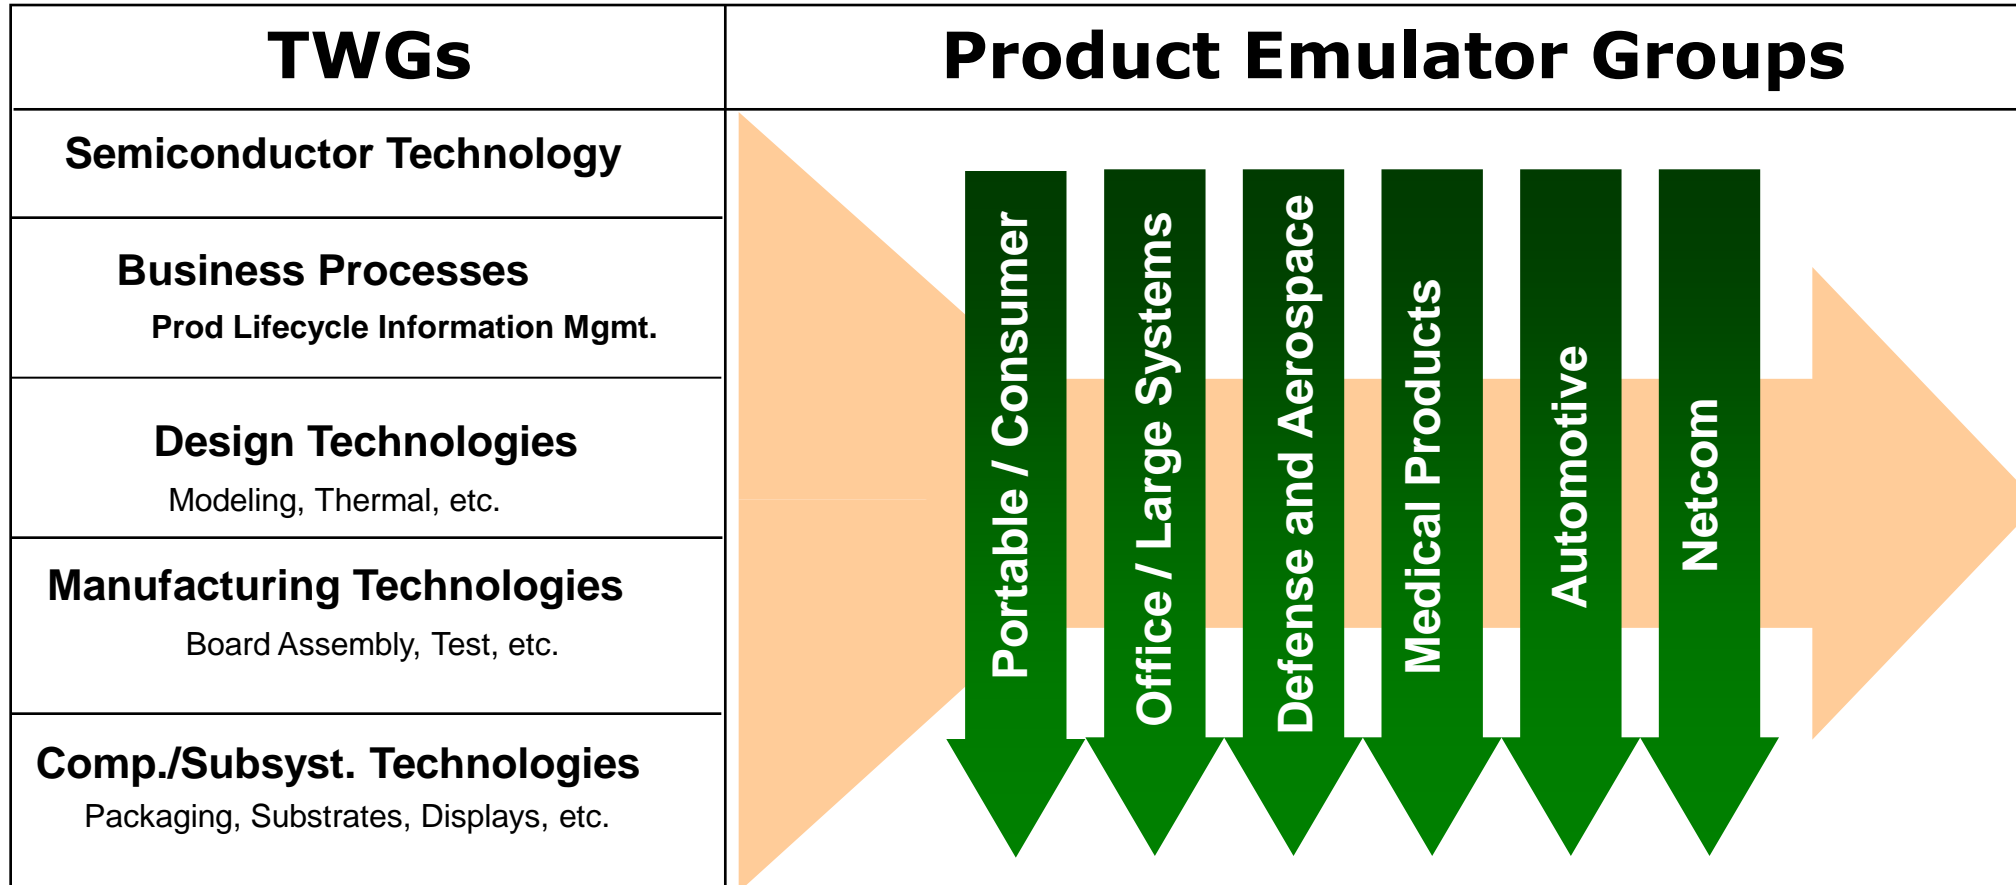 TWGs
Product Emulator Groups
Semiconductor Technology
Business Processes
Prod Lifecycle Information Mgmt.
Design Technologies
Modeling, Thermal, etc.
Manufacturing Technologies
Board Assembly, Test, etc.
Comp./Subsyst. Technologies
Packaging, Substrates, Displays, etc.
Portable / Consumer
Office / Large Systems
Defense and Aerospace
Medical Products
Automotive
Netcom